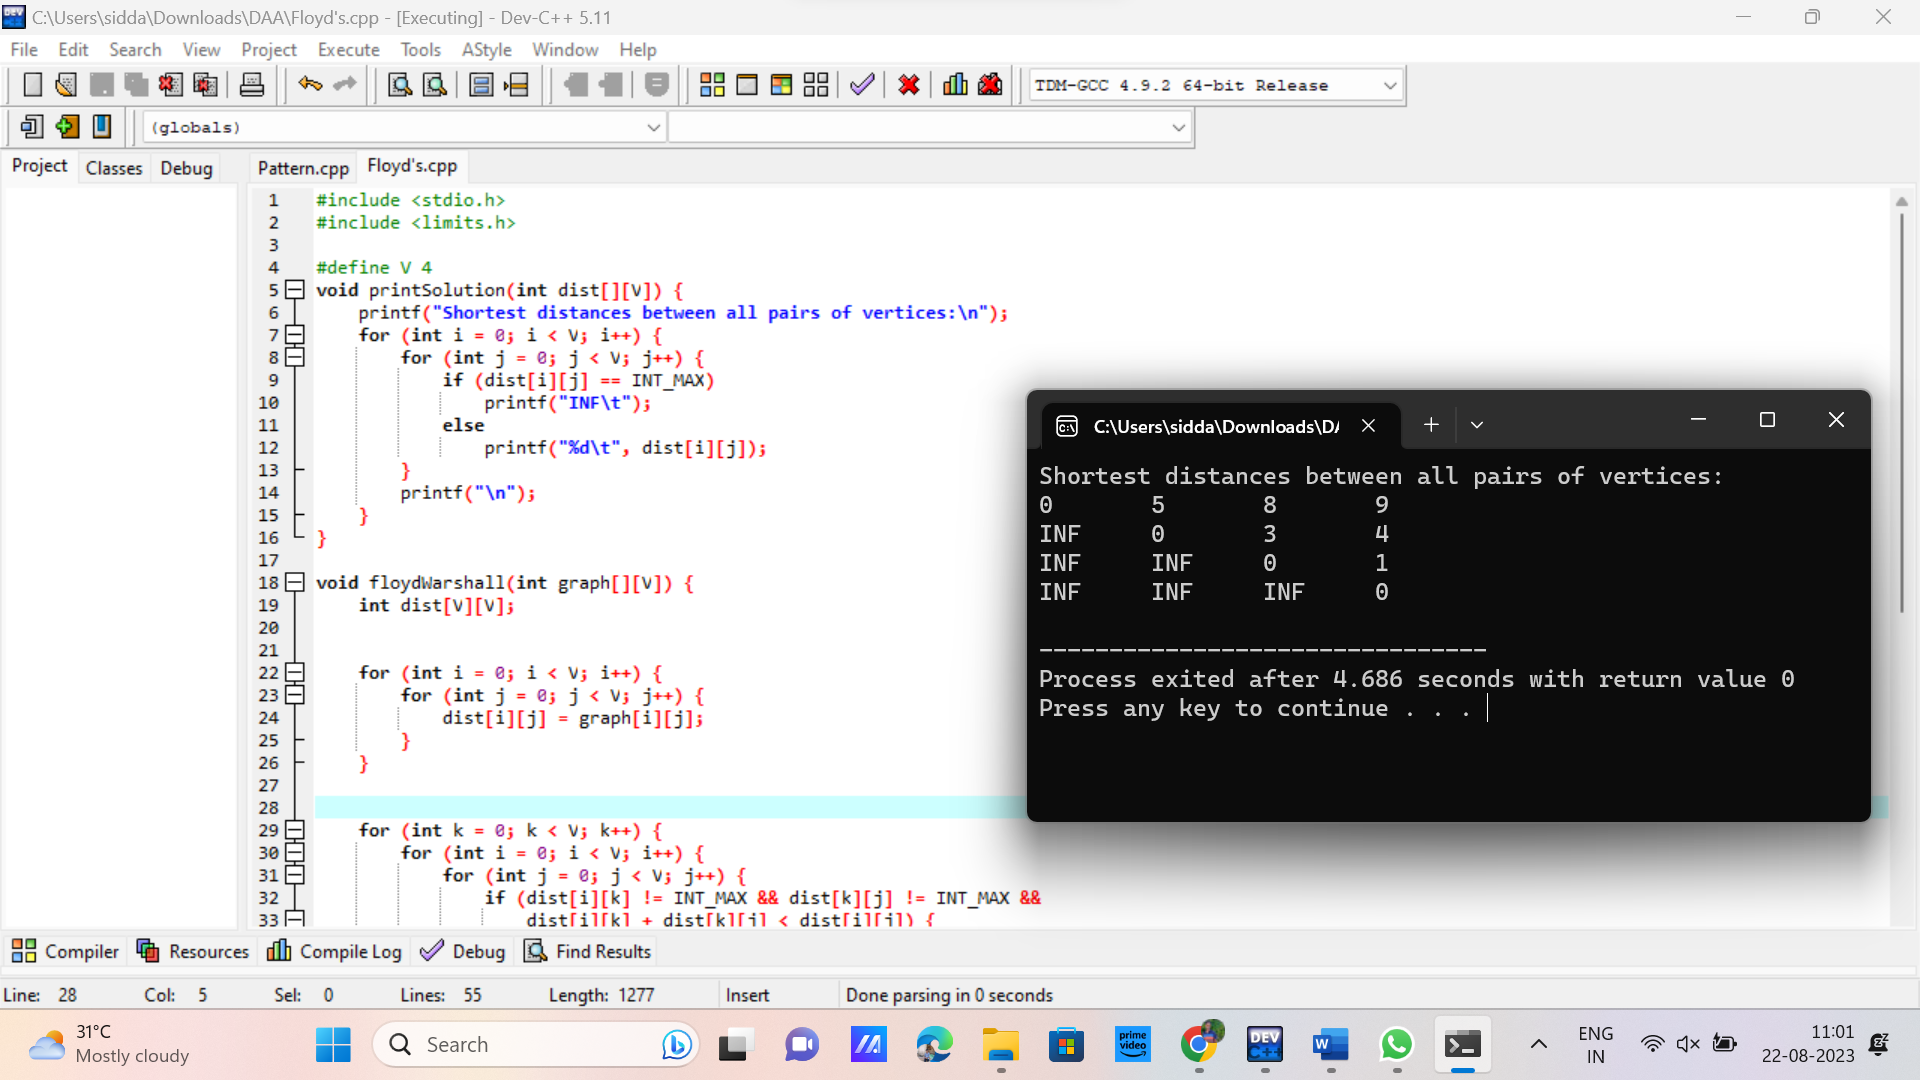 C:\Users\sidda\Downloads\DAA\Floyd's.cpp - [Executing] - Dev-C++ 5.11
File Edit Search View Project Execute Tools AStyle Window Help
TDM-GCC 4.9.2 64-bit Release
(globals)
Project Classes Debug Pattern.cpp Floyd's.cpp
1 #include <stdio.h>
2 #include <limits.h>
3
4 #define V 4
5 void printSolution(int dist[][V]) {
6 printf("Shortest distances between all pairs of vertices:\n");
7 for (int i = 0; i < V; i++) {
8 for (int j = 0; j < V; j++) {
9 if (dist[i][j] == INT_MAX)
10 printf("INF\t");
11 else
12 printf("%d\t", dist[i][j]);
13 }
14 printf("\n");
15 }
16 }
17
18 void floydWarshall(int graph[][V]) {
19 int dist[V][V];
20
21
22 for (int i = 0; i < V; i++) {
23 for (int j = 0; j < V; j++) {
24 dist[i][j] = graph[i][j];
25 }
26 }
27
28
29 for (int k = 0; k < V; k++) {
30 for (int i = 0; i < V; i++) {
31 for (int j = 0; j < V; j++) {
32 if (dist[i][k] != INT_MAX && dist[k][j] != INT_MAX &&
33 dist[i][k] + dist[k][j] < dist[i][j]) {
C:\Users\sidda\Downloads\DA
Shortest distances between all pairs of vertices:
0 5 8 9
INF 0 3 4
INF INF 0 1
INF INF INF 0
--------------------------------
Process exited after 4.686 seconds with return value 0
Press any key to continue . . .
Compiler Resources Compile Log Debug Find Results
Line: 28 Col: 5 Sel: 0 Lines: 55 Length: 1277 Insert Done parsing in 0 seconds
31°C
Mostly cloudy
Search
prime video
DEV C++
W
ENG
IN
11:01
22-08-2023